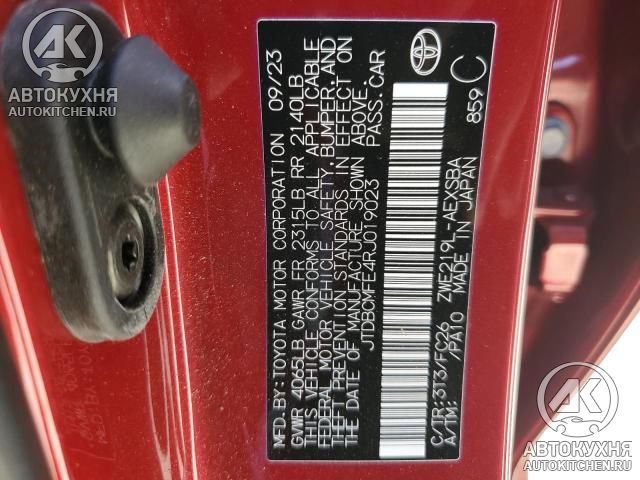 MFD.BY:TOYOTA MOTOR CORPORATION 09/23
GVWR 4065LB GAWR FR 2315LB RR 2140LB
THIS VEHICLE CONFORMS TO ALL APPLICABLE
FEDERAL MOTOR VEHICLE SAFETY, BUMPER, AND
THEFT PREVENTION STANDARDS IN EFFECT ON
THE DATE OF MANUFACTURE SHOWN ABOVE.
JTDBCMFE4RJ019023 PASS.CAR
C/TR:3T3/FC26 ZWE219L-AEXSBA
A/TM: /PA10 MADE IN JAPAN
859 C
АК
АВТОКУХНЯ
AUTOKITCHEN.RU
АК
АВТОКУХНЯ
AUTOKITCHEN.RU